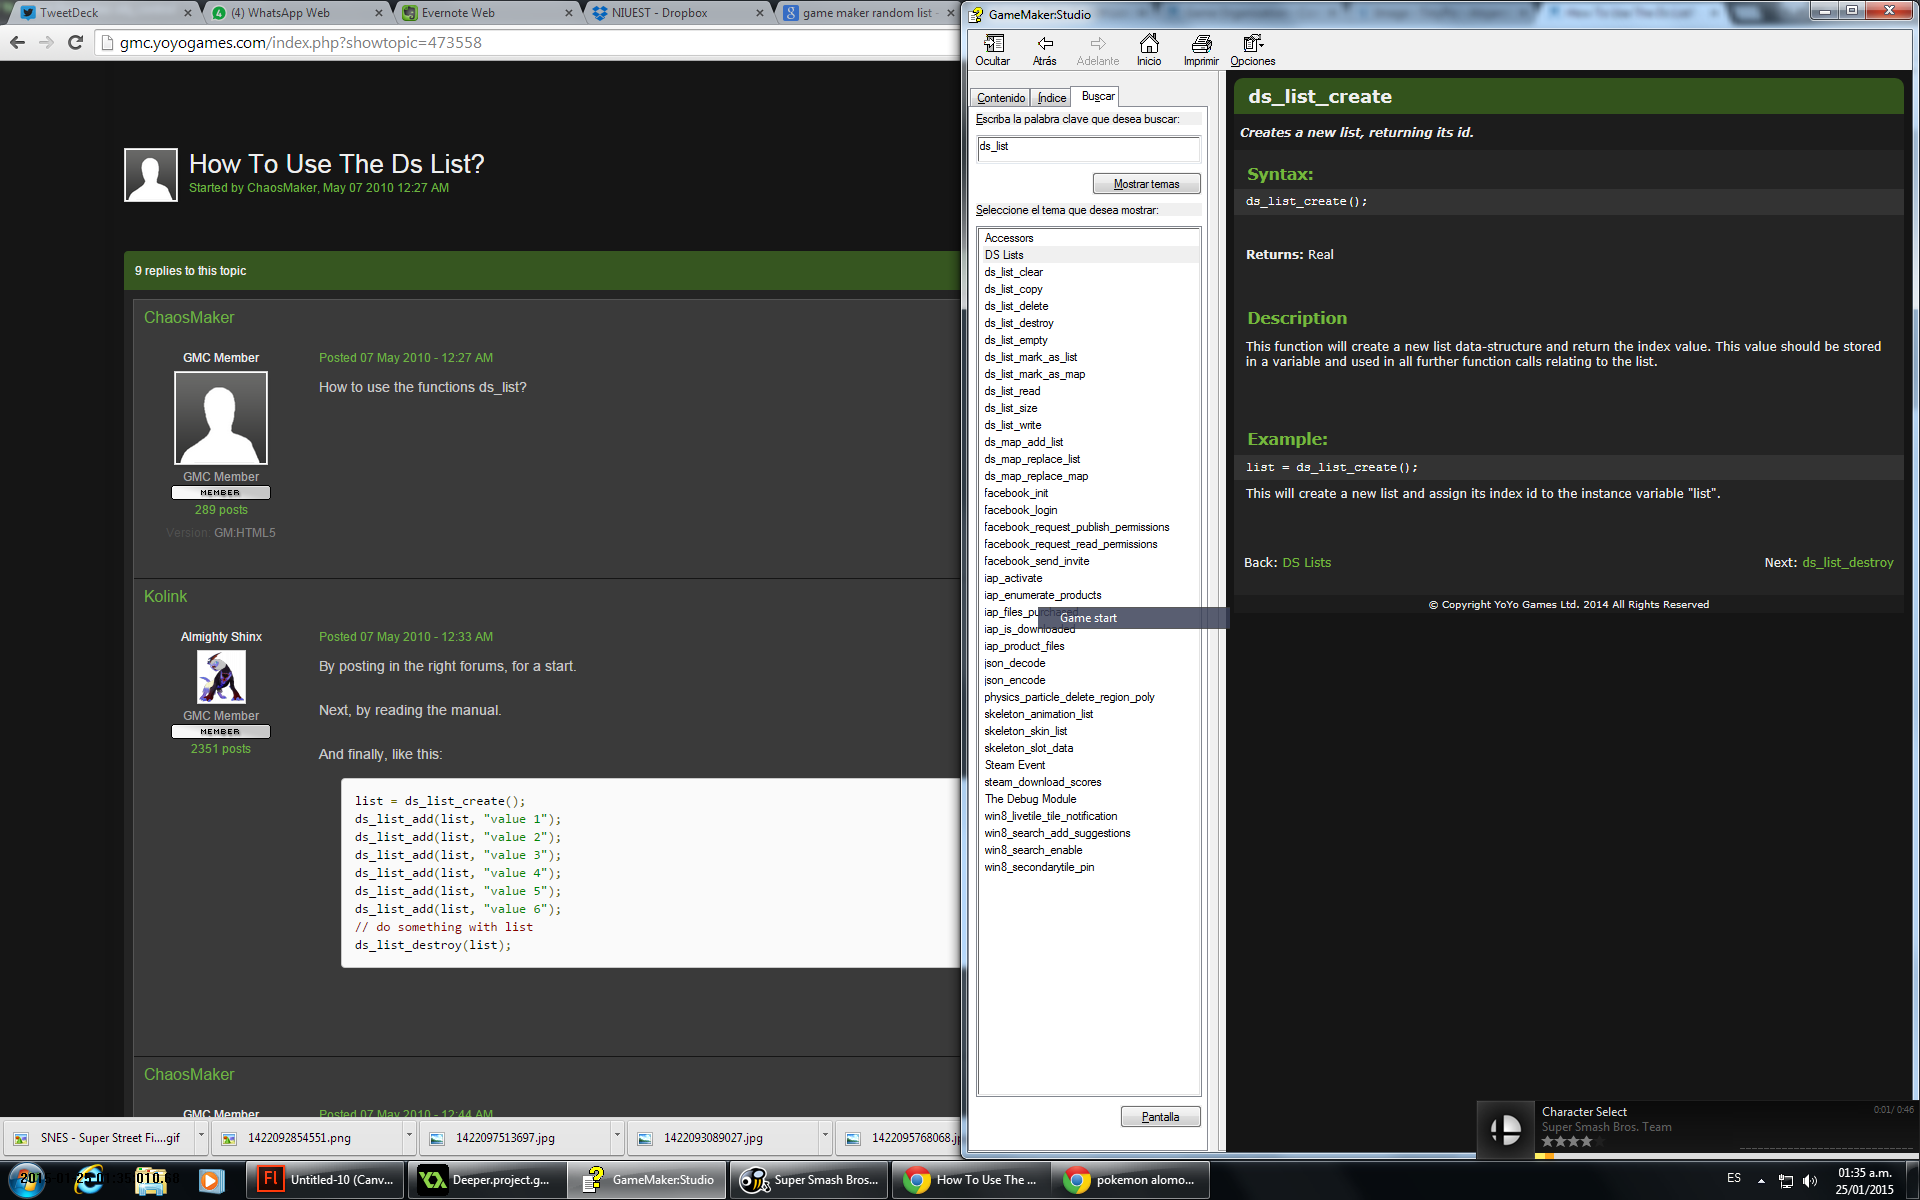 TweetDeck
(4) WhatsApp Web
Evernote Web
NIUEST - Dropbox
game maker random list -
gmc.yoyogames.com/index.php?showtopic=473558
How To Use The Ds List?
Started by ChaosMaker, May 07 2010 12:27 AM
9 replies to this topic
ChaosMaker
GMC Member
Posted 07 May 2010 - 12:27 AM
How to use the functions ds_list?
GMC Member
MEMBER
289 posts
Version: GM:HTML5
Kolink
Almighty Shinx
Posted 07 May 2010 - 12:33 AM
By posting in the right forums, for a start.
GMC Member
MEMBER
2351 posts
Next, by reading the manual.
And finally, like this:
list = ds_list_create();
ds_list_add(list, "value 1");
ds_list_add(list, "value 2");
ds_list_add(list, "value 3");
ds_list_add(list, "value 4");
ds_list_add(list, "value 5");
ds_list_add(list, "value 6");
// do something with list
ds_list_destroy(list);
ChaosMaker
GMC Member
Posted 07 May 2010 - 12:44 AM
GameMaker:Studio
Ocultar
Atrás
Adelante
Inicio
Imprimir
Opciones
Contenido
Índice
Buscar
Escriba la palabra clave que desea buscar:
ds_list
Mostrar temas
Seleccione el tema que desea mostrar:
Accessors
DS Lists
ds_list_clear
ds_list_copy
ds_list_delete
ds_list_destroy
ds_list_empty
ds_list_mark_as_list
ds_list_mark_as_map
ds_list_read
ds_list_size
ds_list_write
ds_map_add_list
ds_map_replace_list
ds_map_replace_map
facebook_init
facebook_login
facebook_request_publish_permissions
facebook_request_read_permissions
facebook_send_invite
iap_activate
iap_enumerate_products
iap_files_purchased
Game start
iap_is_downloaded
iap_product_files
json_decode
json_encode
physics_particle_delete_region_poly
skeleton_animation_list
skeleton_skin_list
skeleton_slot_data
Steam Event
steam_download_scores
The Debug Module
win8_livetile_tile_notification
win8_search_add_suggestions
win8_search_enable
win8_secondarytile_pin
Pantalla
ds_list_create
Creates a new list, returning its id.
Syntax:
ds_list_create();
Returns: Real
Description
This function will create a new list data-structure and return the index value. This value should be stored
in a variable and used in all further function calls relating to the list.
Example:
list = ds_list_create();
This will create a new list and assign its index id to the instance variable "list".
Back: DS Lists
Next: ds_list_destroy
© Copyright YoYo Games Ltd. 2014 All Rights Reserved
Character Select
0:01/ 0:46
Super Smash Bros. Team
SNES - Super Street Fi....gif
1422092854551.png
1422097513697.jpg
1422093089027.jpg
1422095768068.jp
Untitled-10 (Canv...
Deeper.project.g...
GameMaker:Studio
Super Smash Bros...
How To Use The ...
pokemon alomo...
ES
01:35 a.m.
25/01/2015